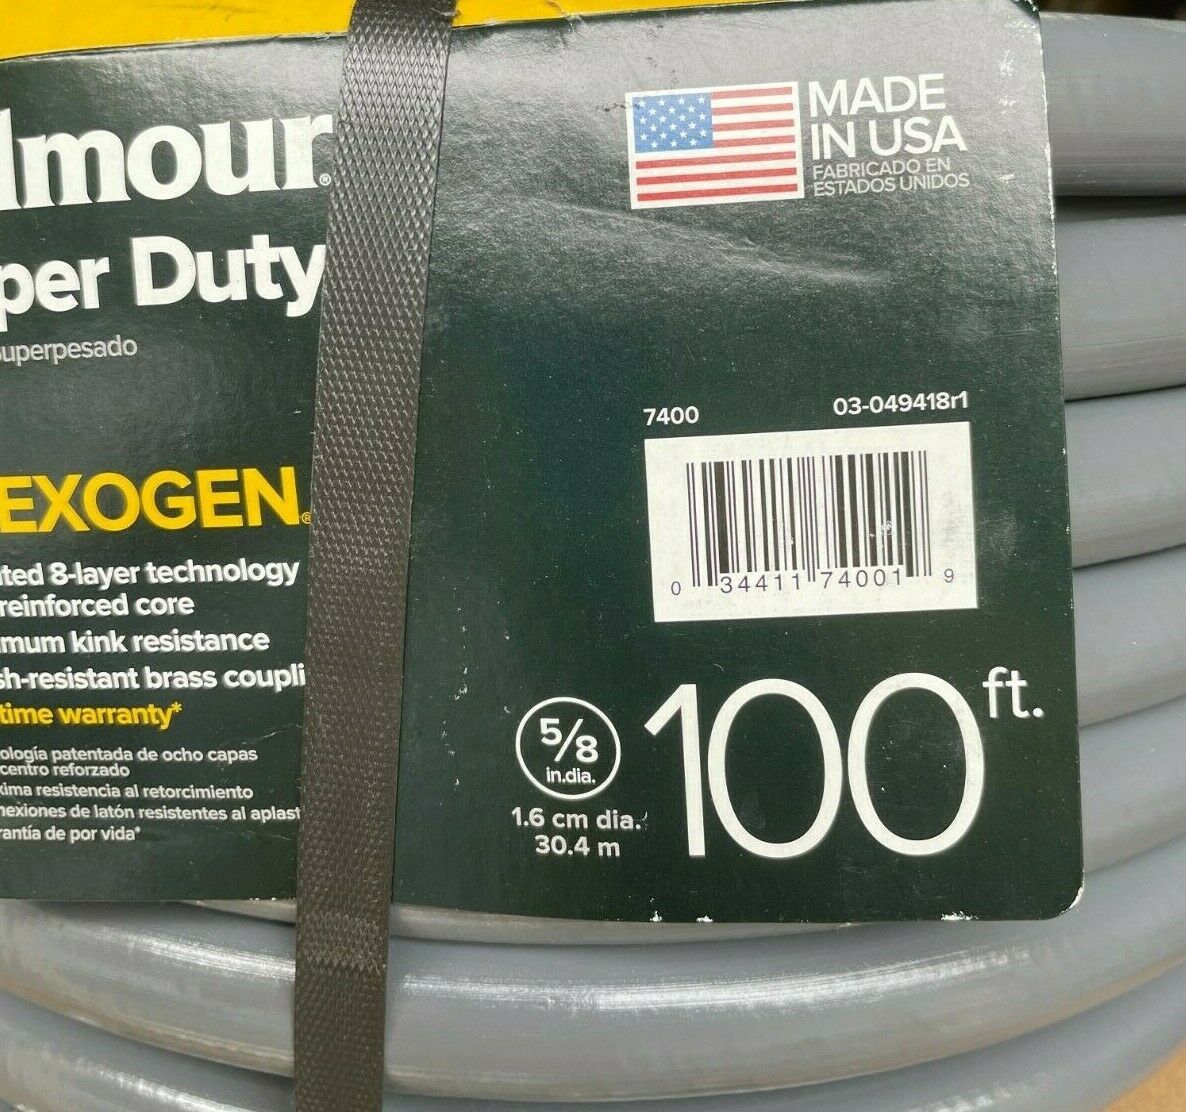 lmour®
per Duty
Superpesado
MADE
IN USA
FABRICADO EN
ESTADOS UNIDOS
EXOGEN®
ted 8-layer technology
reinforced core
mum kink resistance
sh-resistant brass coupli
time warranty*
ología patentada de ocho capas
centro reforzado
xima resistencia al retorcimiento
nexiones de latón resistentes al aplast
rantía de por vida*
7400 03-049418r1
0 34411 74001 9
5/8
in.dia.
1.6 cm dia.
30.4 m
100 ft.